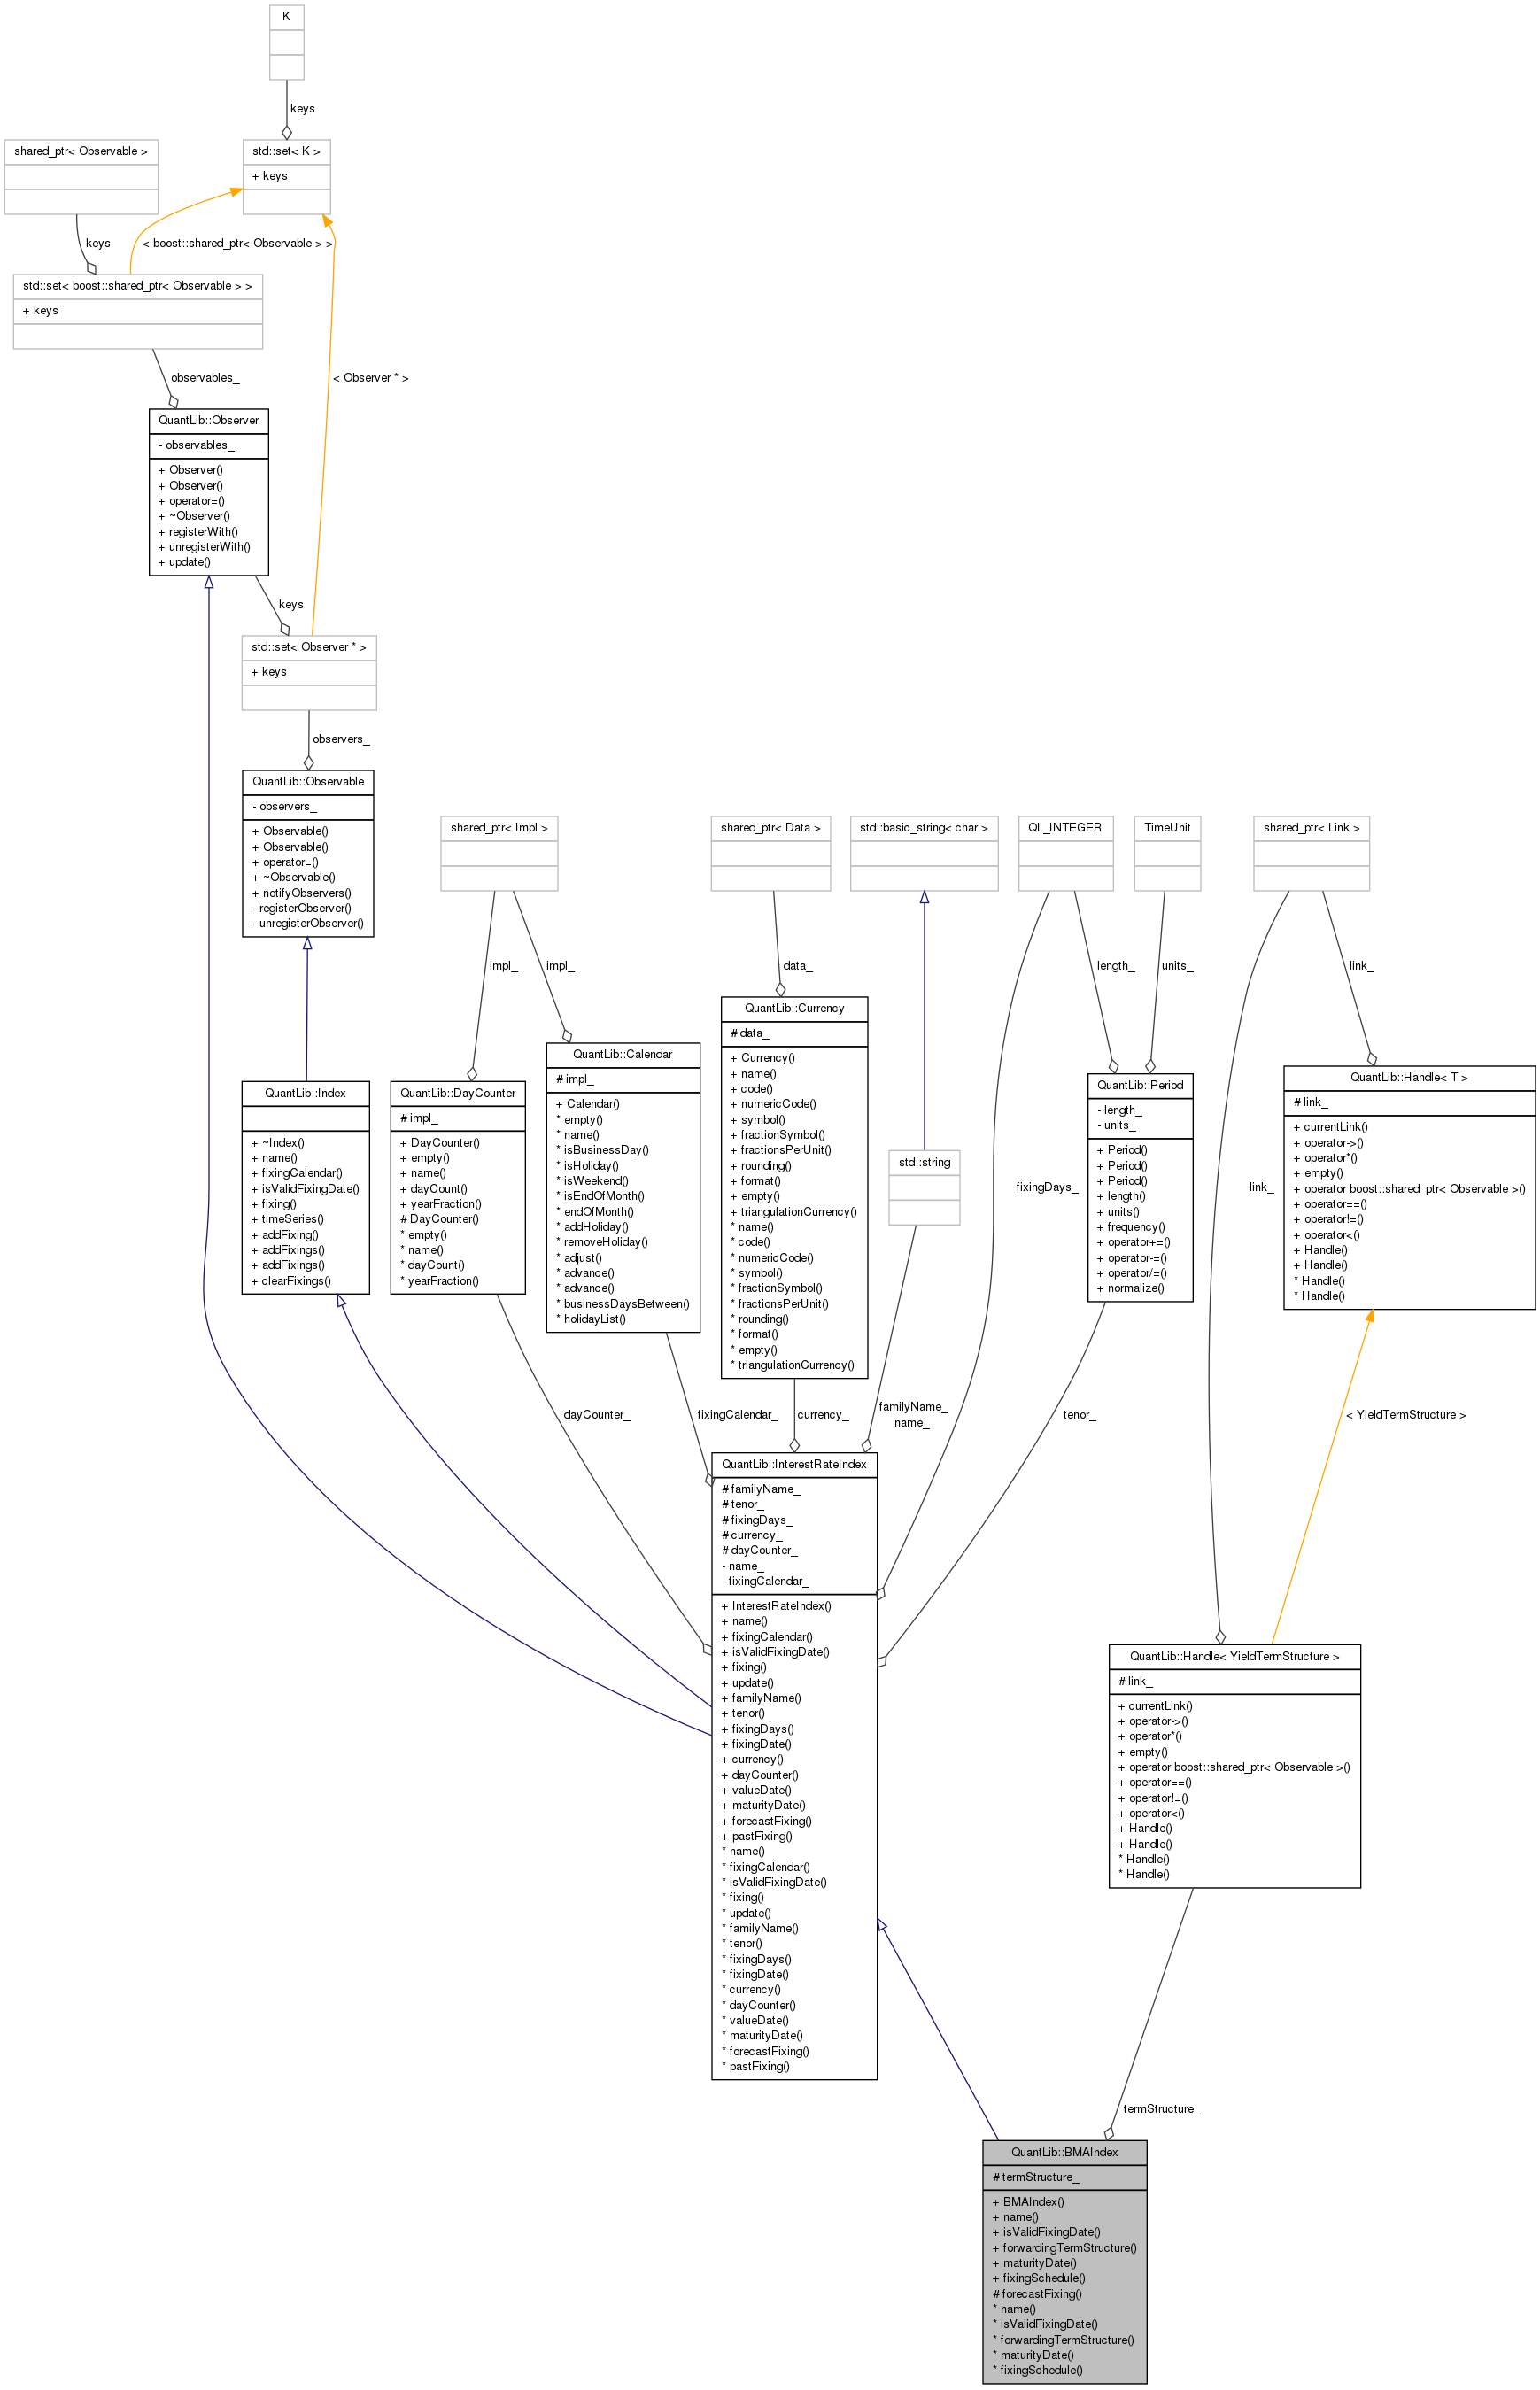 K
keys
shared_ptr< Observable >
std::set< K >
+ keys
keys
< boost::shared_ptr< Observable > >
std::set< boost::shared_ptr< Observable > >
+ keys
observables_
< Observer * >
QuantLib::Observer
- observables_
+ Observer()
+ Observer()
+ operator=()
+ ~Observer()
+ registerWith()
+ unregisterWith()
+ update()
keys
std::set< Observer * >
+ keys
observers_
QuantLib::Observable
- observers_
+ Observable()
+ Observable()
+ operator=()
+ ~Observable()
+ notifyObservers()
- registerObserver()
- unregisterObserver()
shared_ptr< Impl >
shared_ptr< Data >
std::basic_string< char >
QL_INTEGER
TimeUnit
shared_ptr< Link >
impl_
impl_
data_
length_
units_
link_
QuantLib::Index
+ ~Index()
+ name()
+ fixingCalendar()
+ isValidFixingDate()
+ fixing()
+ timeSeries()
+ addFixing()
+ addFixings()
+ addFixings()
+ clearFixings()
QuantLib::DayCounter
# impl_
+ DayCounter()
+ empty()
+ name()
+ dayCount()
+ yearFraction()
# DayCounter()
* empty()
* name()
* dayCount()
* yearFraction()
QuantLib::Calendar
# impl_
+ Calendar()
* empty()
* name()
* isBusinessDay()
* isHoliday()
* isWeekend()
* isEndOfMonth()
* endOfMonth()
* addHoliday()
* removeHoliday()
* adjust()
* advance()
* advance()
* businessDaysBetween()
* holidayList()
QuantLib::Currency
# data_
+ Currency()
+ name()
+ code()
+ numericCode()
+ symbol()
+ fractionSymbol()
+ fractionsPerUnit()
+ rounding()
+ format()
+ empty()
+ triangulationCurrency()
* name()
* code()
* numericCode()
* symbol()
* fractionSymbol()
* fractionsPerUnit()
* rounding()
* format()
* empty()
* triangulationCurrency()
std::string
fixingDays_
QuantLib::Period
- length_
- units_
+ Period()
+ Period()
+ Period()
+ length()
+ units()
+ frequency()
+ operator+=()
+ operator-=()
+ operator/=()
+ normalize()
link_
QuantLib::Handle< T >
# link_
+ currentLink()
+ operator->()
+ operator*()
+ empty()
+ operator boost::shared_ptr< Observable >()
+ operator==()
+ operator!=()
+ operator<()
+ Handle()
+ Handle()
* Handle()
* Handle()
dayCounter_
fixingCalendar_
currency_
familyName_
name_
tenor_
< YieldTermStructure >
QuantLib::InterestRateIndex
# familyName_
# tenor_
# fixingDays_
# currency_
# dayCounter_
- name_
- fixingCalendar_
+ InterestRateIndex()
+ name()
+ fixingCalendar()
+ isValidFixingDate()
+ fixing()
+ update()
+ familyName()
+ tenor()
+ fixingDays()
+ fixingDate()
+ currency()
+ dayCounter()
+ valueDate()
+ maturityDate()
+ forecastFixing()
+ pastFixing()
* name()
* fixingCalendar()
* isValidFixingDate()
* fixing()
* update()
* familyName()
* tenor()
* fixingDays()
* fixingDate()
* currency()
* dayCounter()
* valueDate()
* maturityDate()
* forecastFixing()
* pastFixing()
QuantLib::Handle< YieldTermStructure >
# link_
+ currentLink()
+ operator->()
+ operator*()
+ empty()
+ operator boost::shared_ptr< Observable >()
+ operator==()
+ operator!=()
+ operator<()
+ Handle()
+ Handle()
* Handle()
* Handle()
termStructure_
QuantLib::BMAIndex
# termStructure_
+ BMAIndex()
+ name()
+ isValidFixingDate()
+ forwardingTermStructure()
+ maturityDate()
+ fixingSchedule()
# forecastFixing()
* name()
* isValidFixingDate()
* forwardingTermStructure()
* maturityDate()
* fixingSchedule()